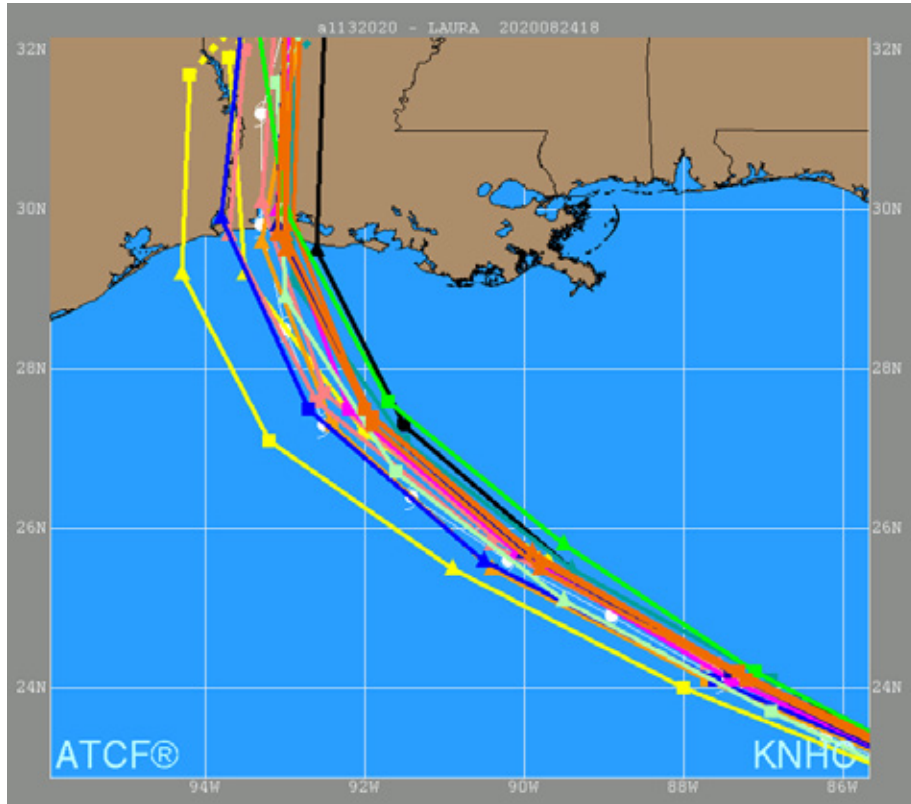 al132020 - LAURA 2020082418
32N 32N
30N 30N
28N 28N
26N 26N
24N 24N
ATCF® KNHC
94W 92W 90W 88W 86W